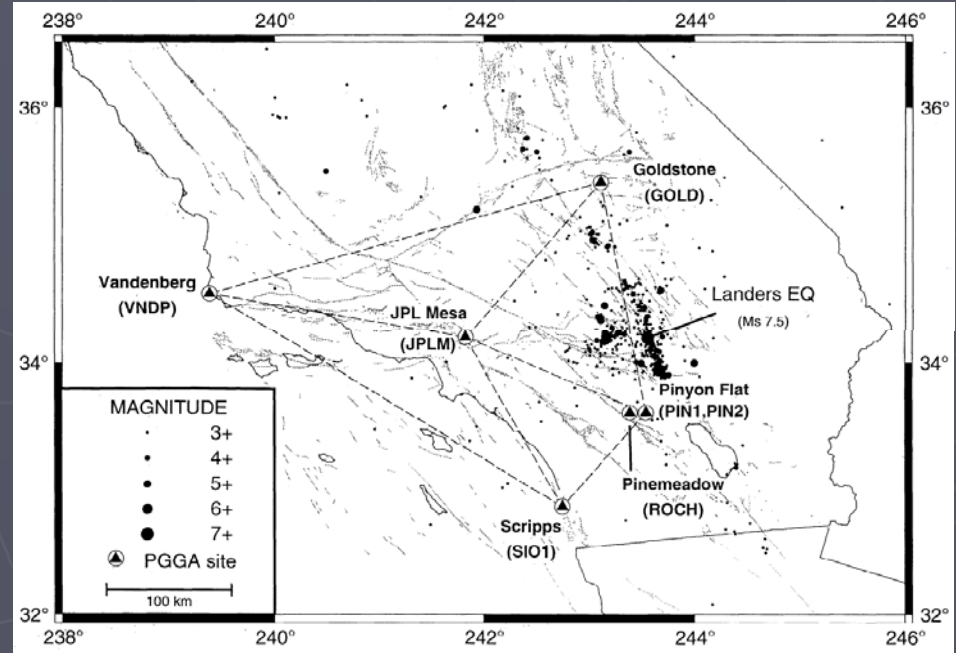 238°
240°
242°
244°
246°
36°
36°
Goldstone
(GOLD)
Vandenberg
(VNDP)
JPL Mesa
(JPLM)
Landers EQ
(Ms 7.5)
34°
34°
Pinyon Flat
(PIN1,PIN2)
MAGNITUDE
3+
4+
5+
6+
7+
PGGA site
100 km
Pinemeadow
(ROCH)
Scripps
(SIO1)
32°
32°
238°
240°
242°
244°
246°